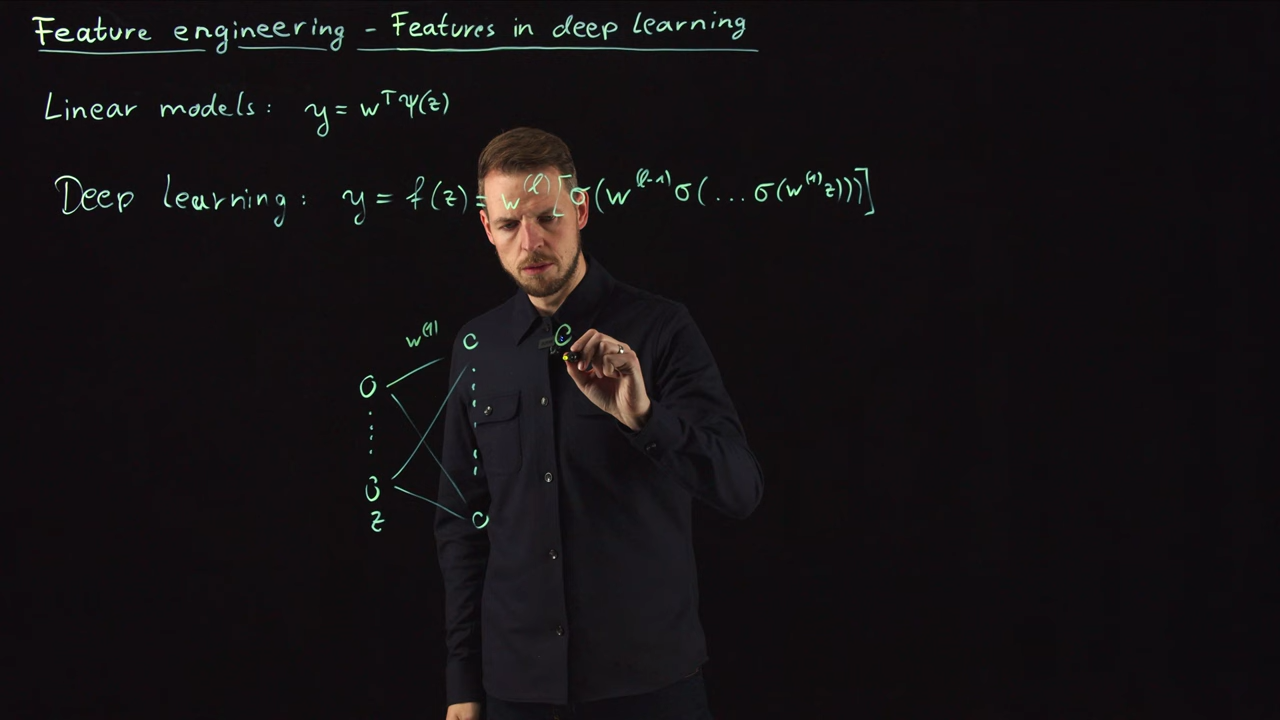 Feature engineering - Features in deep learning
Linear models: y = wᵀψ(z)
Deep learning: y = f(z) = w^(l)[σ(w^(l-1)σ(...σ(w^(1)z)))]
w^(1)
z